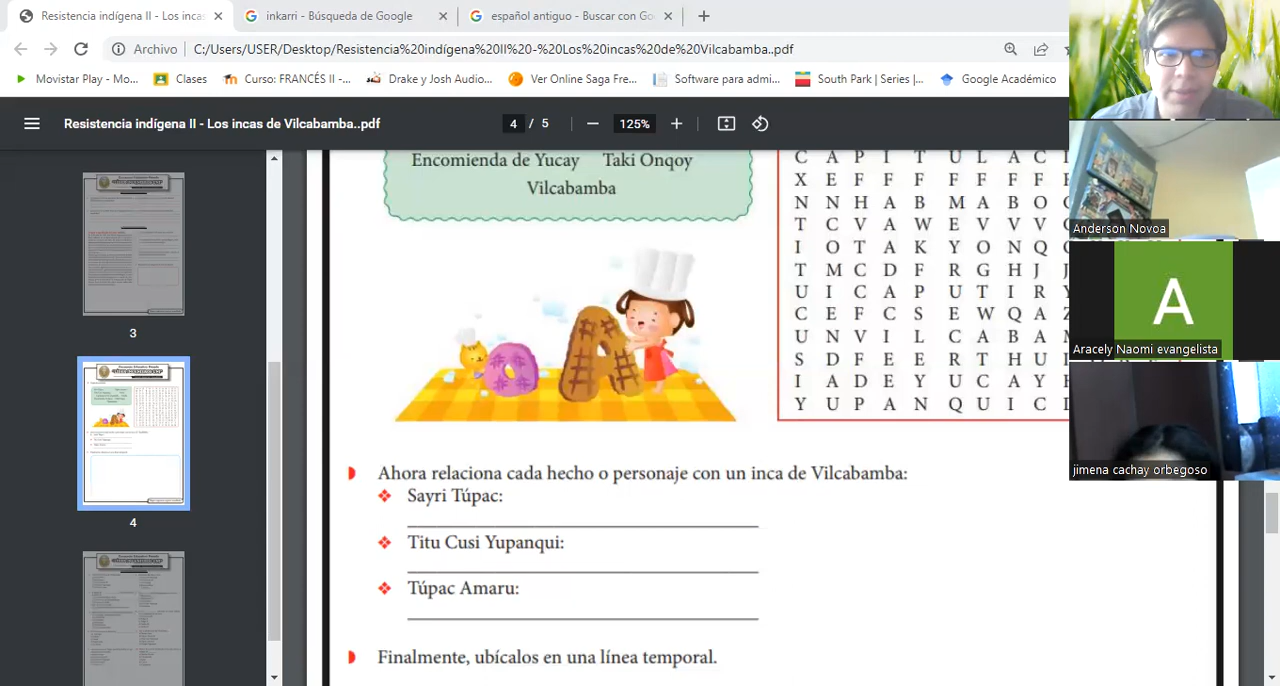 Resistencia indígena II - Los incas
inkarri - Búsqueda de Google
español antiguo - Buscar con Go
Archivo
C:/Users/USER/Desktop/Resistencia%20indígena%20II%20-%20Los%20incas%20de%20Vilcabamba..pdf
Movistar Play - Mo...
Clases
Curso: FRANCÉS II -...
Drake y Josh Audio...
Ver Online Saga Fre...
Software para admi...
South Park | Series |...
Google Académico
Resistencia indígena II - Los incas de Vilcabamba..pdf
4 / 5
125%
Encomienda de Yucay Taki Onqoy
Vilcabamba
C A P I T U L A C I
X E F F F F F F F
N N H A B M A B O
T C V A W E V V V
I O T A K Y O N Q
T M C D F R G H J J
U I C A P U T I R Y
C E F C S E W Q A Z
U N V I L C A B A M
S D F E E R T H U
L A D E Y U C A Y
Y U P A N Q U I C
Ahora relaciona cada hecho o personaje con un inca de Vilcabamba:
Sayri Túpac:
Titu Cusi Yupanqui:
Túpac Amaru:
Finalmente, ubícalos en una línea temporal.
3
4
Anderson Novoa
A
Aracely Naomi evangelista
jimena cachay orbegoso